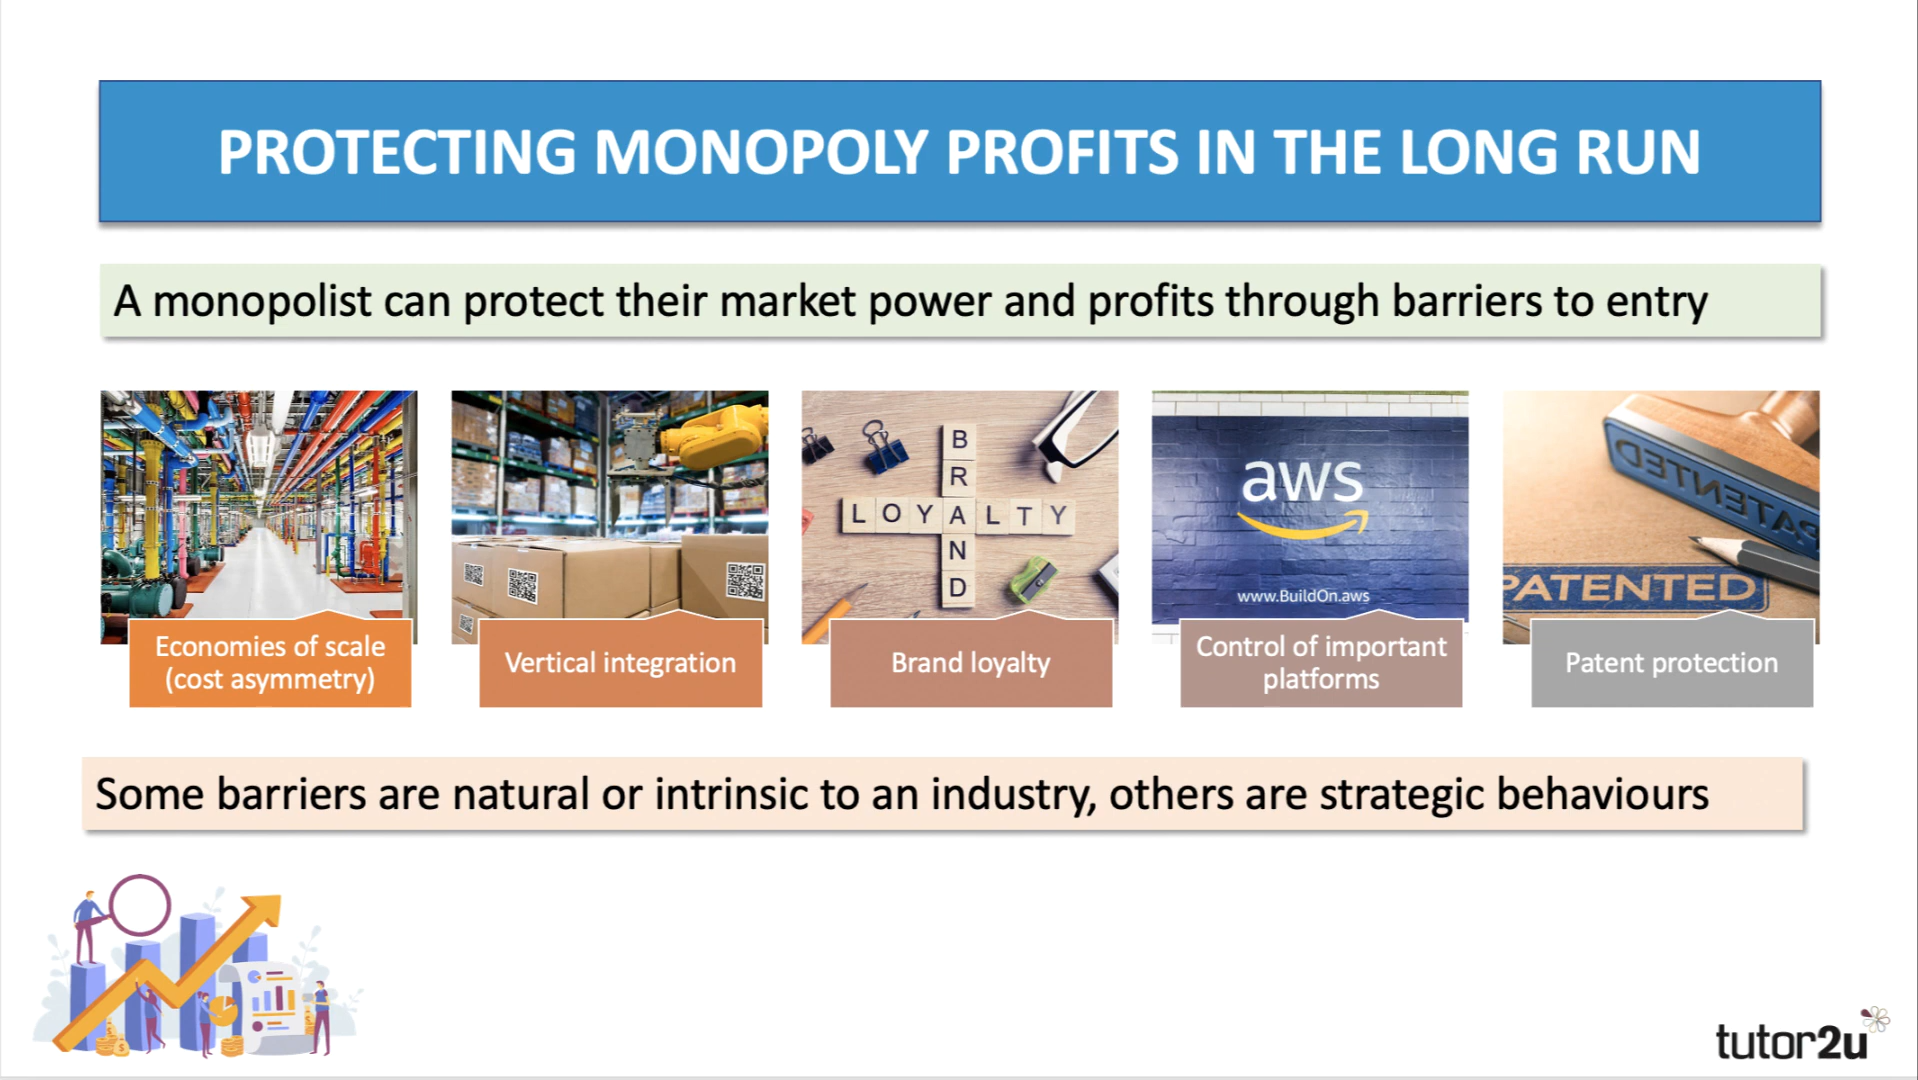 PROTECTING MONOPOLY PROFITS IN THE LONG RUN
A monopolist can protect their market power and profits through barriers to entry
BRAND
LOYALTY
aws
www.BuildOn.aws
PATENTED
PATENTED
Economies of scale
(cost asymmetry)
Vertical integration
Brand loyalty
Control of important
platforms
Patent protection
Some barriers are natural or intrinsic to an industry, others are strategic behaviours
tutor2u